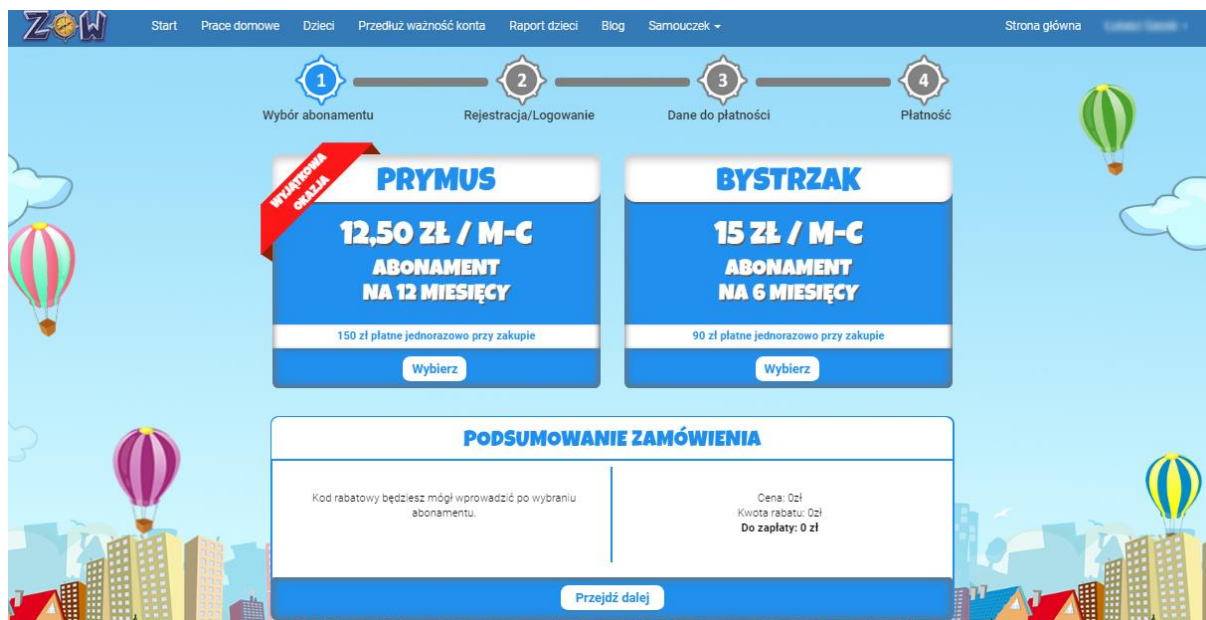 ZOW
Start Prace domowe Dzieci Przedłuż ważność konta Raport dzieci Blog Samouczek Strona główna
1 2 3 4
Wybór abonamentu Rejestracja/Logowanie Dane do płatności Płatność
WYJĄTKOWA
OKAZJA
PRYMUS
12,50 ZŁ / M-C
ABONAMENT
NA 12 MIESIĘCY
150 zł płatne jednorazowo przy zakupie
Wybierz
BYSTRZAK
15 ZŁ / M-C
ABONAMENT
NA 6 MIESIĘCY
90 zł płatne jednorazowo przy zakupie
Wybierz
PODSUMOWANIE ZAMÓWIENIA
Kod rabatowy będziesz mógł wprowadzić po wybraniu
abonamentu.
Cena: 0zł
Kwota rabatu: 0zł
Do zapłaty: 0 zł
Przejdź dalej